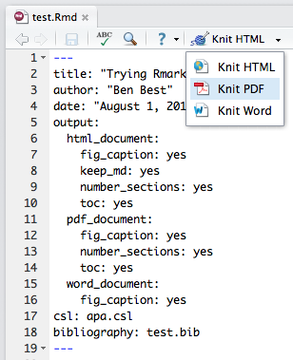 test.Rmd
ABC
?
Knit HTML
Knit HTML
Knit PDF
Knit Word
1 ---
2 title: "Trying Rmark
3 author: "Ben Best"
4 date: "August 1, 201
5 output:
6 html_document:
7 fig_caption: yes
8 keep_md: yes
9 number_sections: yes
10 toc: yes
11 pdf_document:
12 fig_caption: yes
13 number_sections: yes
14 toc: yes
15 word_document:
16 fig_caption: yes
17 csl: apa.csl
18 bibliography: test.bib
19 ---